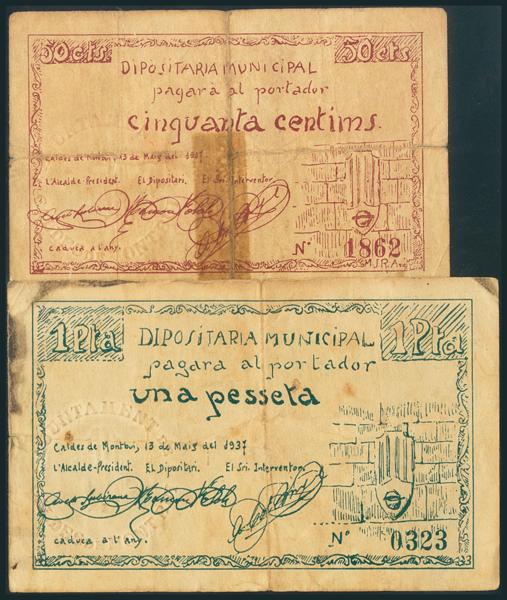 50 cts. 50 cts
DIPOSITARIA MUNICIPAL
pagarà al portador
cinquanta centims.
Caldes de Montbui, 13 de Maig del 1937
L'Alcalde-President. El Dipositari. El Sri. Interventor
caduca a l'any.
Nº 1862
1 Pta 1 Pta
DIPOSITARIA MUNICIPAL
pagarà al portador
una pesseta
Caldes de Montbui, 13 de Maig del 1937
L'Alcalde-President. El Dipositari. El Sri. Interventor
caduca a l'any.
Nº 0323